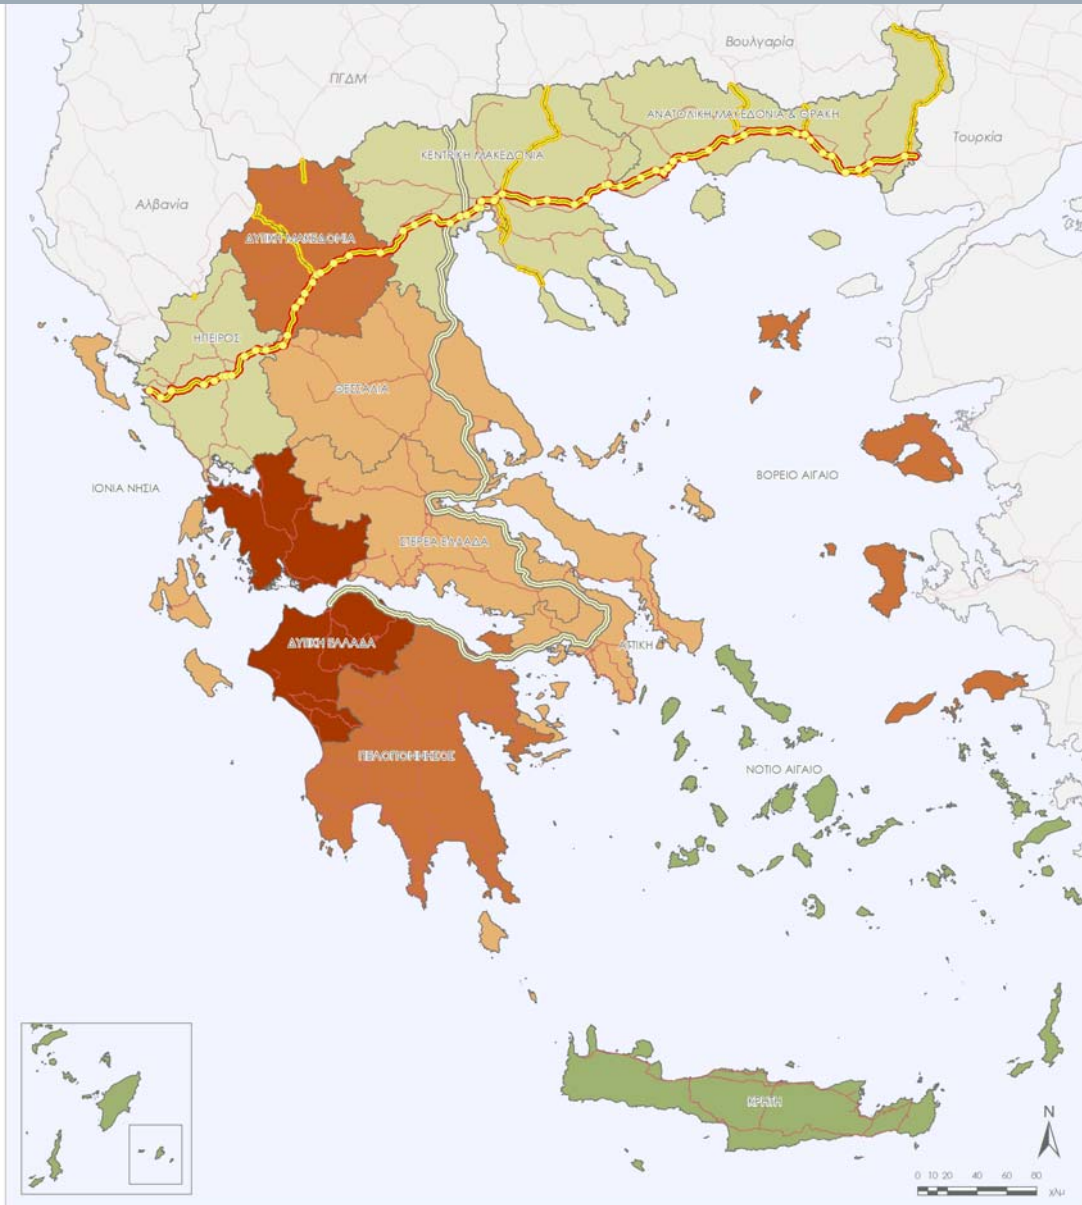 Βουλγαρία
ΠΓΔΜ
ΑΝΑΤΟΛΙΚΗ ΜΑΚΕΔΟΝΙΑ & ΘΡΑΚΗ
Τουρκία
ΚΕΝΤΡΙΚΗ ΜΑΚΕΔΟΝΙΑ
Αλβανία
ΔΥΤΙΚΗ ΜΑΚΕΔΟΝΙΑ
ΗΠΕΙΡΟΣ
ΘΕΣΣΑΛΙΑ
ΒΟΡΕΙΟ ΑΙΓΑΙΟ
ΙΟΝΙΑ ΝΗΣΙΑ
ΣΤΕΡΕΑ ΕΛΛΑΔΑ
ΔΥΤΙΚΗ ΕΛΛΑΔΑ
ΑΤΤΙΚΗ
ΠΕΛΟΠΟΝΝΗΣΟΣ
ΝΟΤΙΟ ΑΙΓΑΙΟ
ΚΡΗΤΗ
N
0 10 20 40 60 80
χλμ